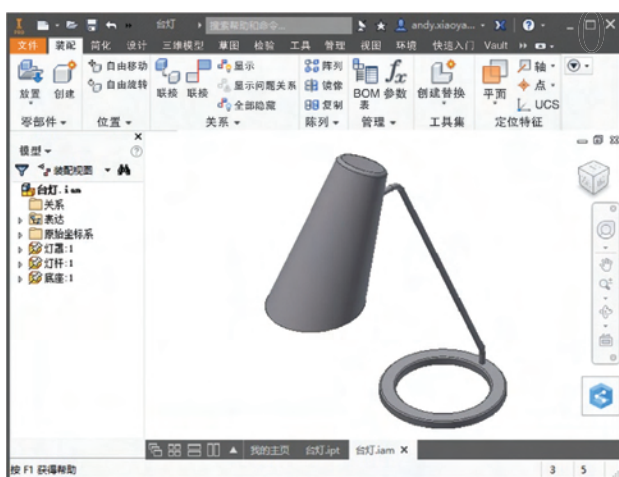 台灯 搜索帮助和命令... andy.xiaoya...
文件 装配 简化 设计 三维模型 草图 检验 工具 管理 视图 环境 快速入门 Vault
放置 创建 自由移动 自由旋转 联接 联接 显示 显示问题关系 全部隐藏 阵列 镜像 复制 BOM 表 fx 参数 创建替换 平面 轴 点 UCS
零部件 位置 关系 阵列 管理 工具集 定位特征
模型
装配视图
台灯.iam
关系
表达
原始坐标系
灯罩:1
灯杆:1
底座:1
我的主页 台灯.ipt 台灯.iam
按 F1 获得帮助 3 5